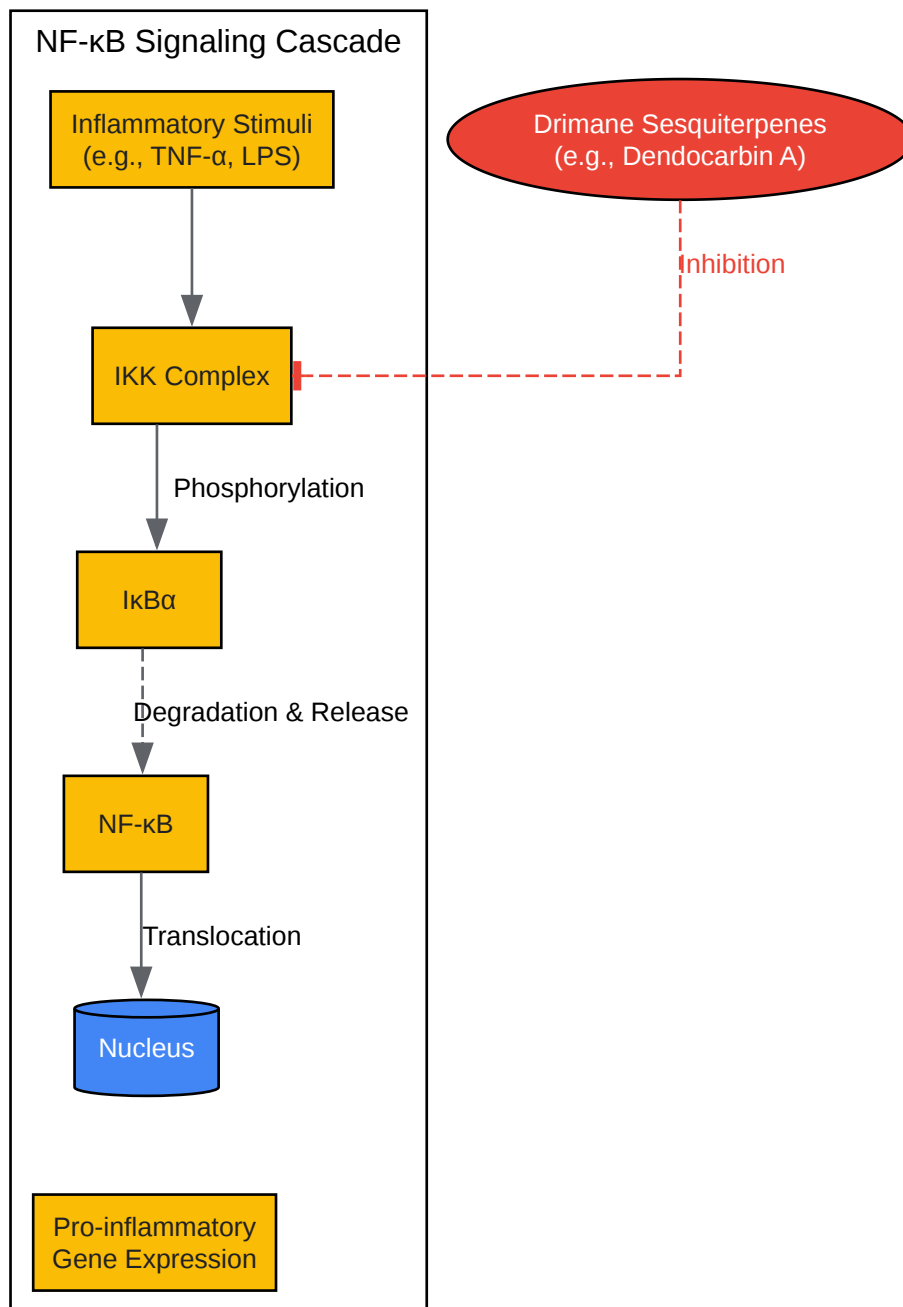 NF-κB Signaling Cascade
Inflammatory Stimuli
(e.g., TNF-α, LPS)
Drimane Sesquiterpenes
(e.g., Dendocarbin A)
Inhibition
IKK Complex
Phosphorylation
IκBα
Degradation & Release
NF-κB
Translocation
Nucleus
Pro-inflammatory
Gene Expression